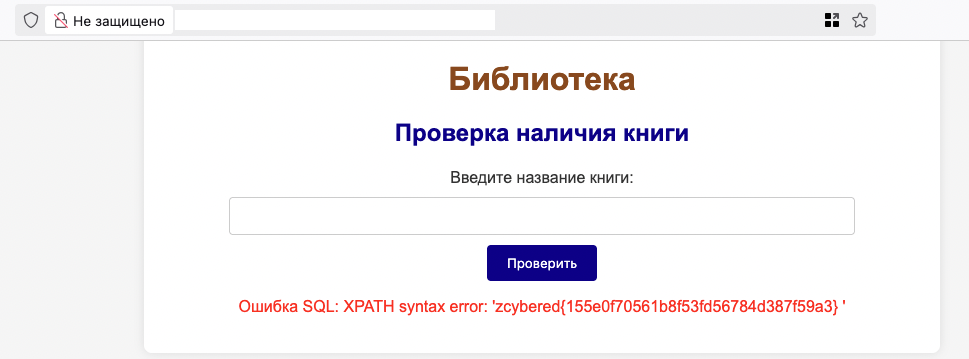 Не защищено
Библиотека
Проверка наличия книги
Введите название книги:
Проверить
Ошибка SQL: XPATH syntax error: 'zcybered{155e0f70561b8f53fd56784d387f59a3} '